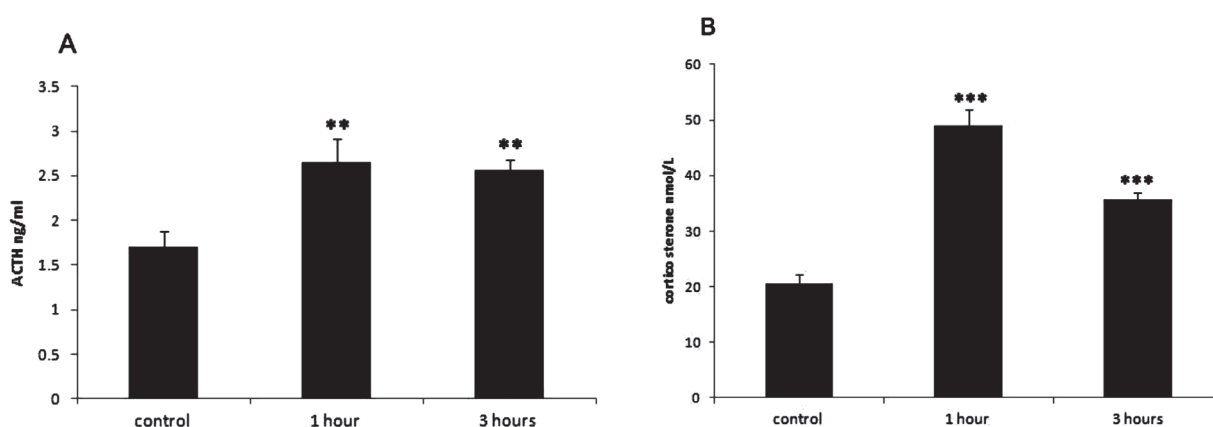 A
3.5
3
2.5
2
1.5
1
0.5
0
ACTH ng/ml
**
**
control
1 hour
3 hours
B
60
50
40
30
20
10
0
cortico sterone nmol/L
***
***
control
1 hour
3 hours